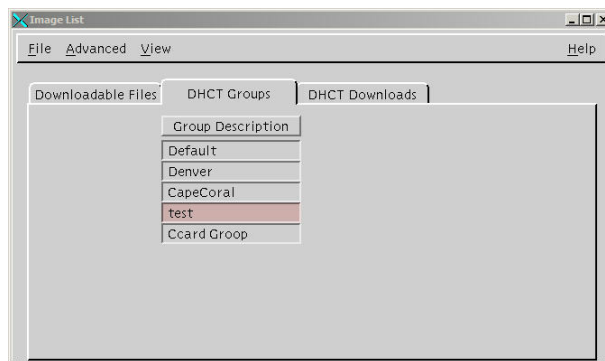 Image List
File Advanced View Help
Downloadable Files DHCT Groups DHCT Downloads
Group Description
Default
Denver
CapeCoral
test
Ccard Groop